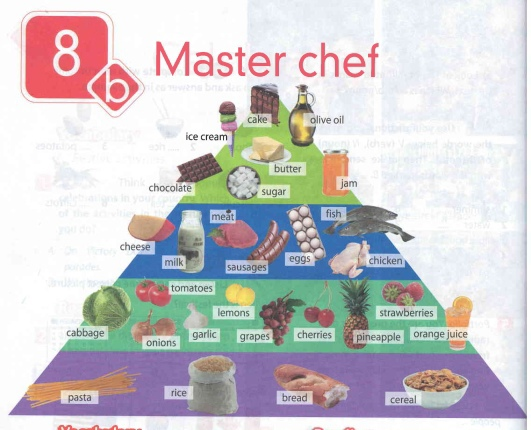 8
b
Master chef
cake
olive oil
ice cream
butter
chocolate
sugar
jam
meat
fish
cheese
milk
sausages
eggs
chicken
tomatoes
lemons
strawberries
cabbage
onions
garlic
grapes
cherries
pineapple
orange juice
pasta
rice
bread
cereal